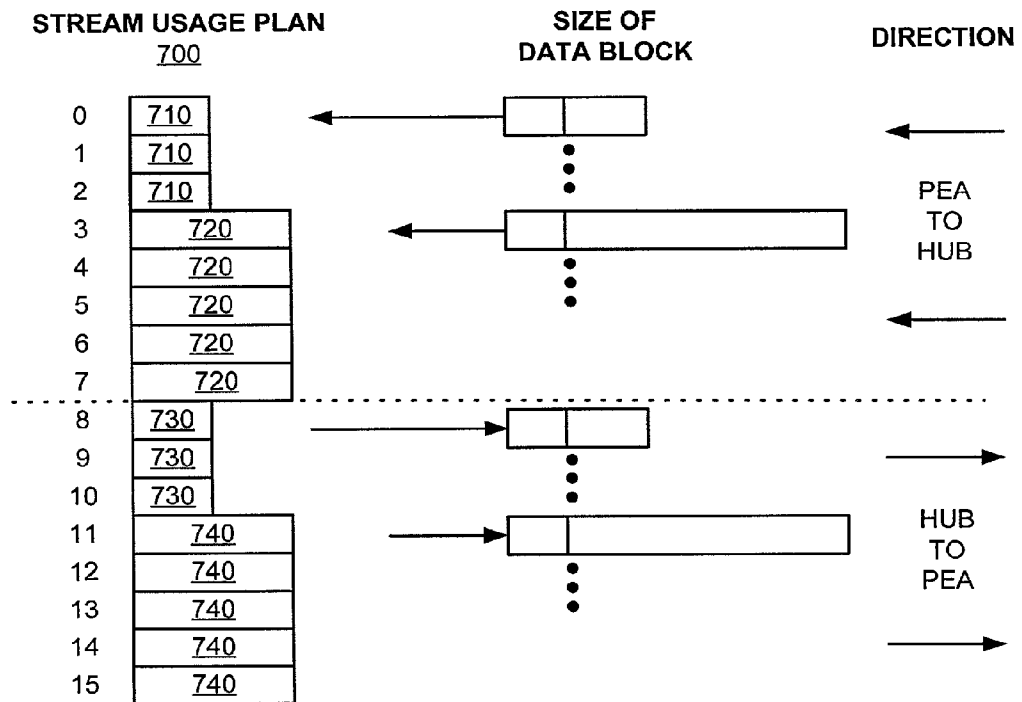 STREAM USAGE PLAN
700
SIZE OF
DATA BLOCK
DIRECTION
0 710
1 710
2 710
3 720
4 720
5 720
6 720
7 720
PEA
TO
HUB
8 730
9 730
10 730
11 740
12 740
13 740
14 740
15 740
HUB
TO
PEA